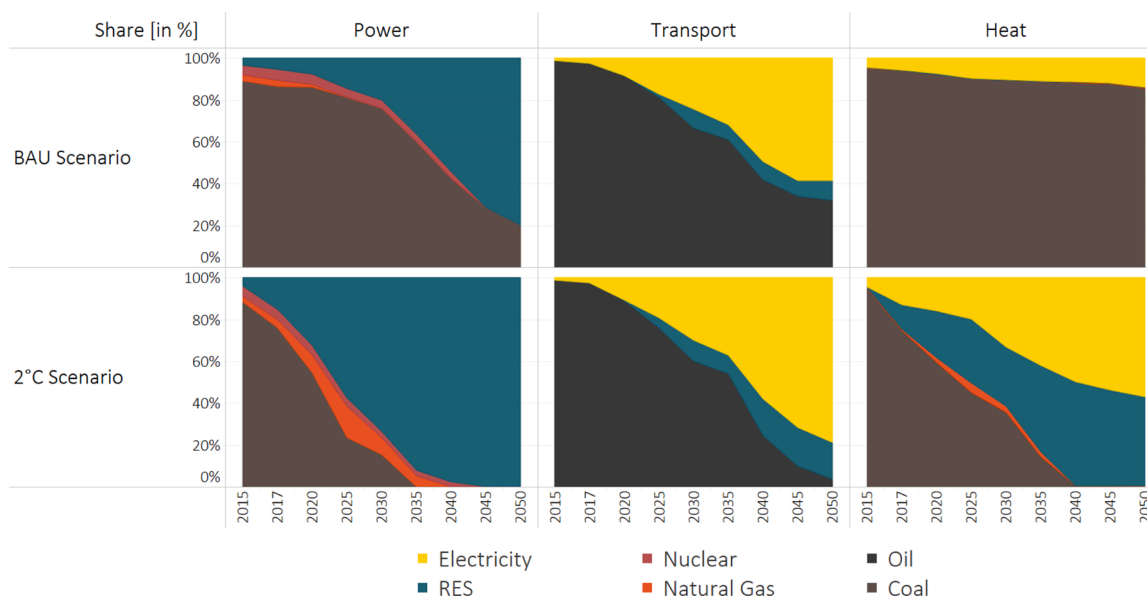 Share [in %] Power Transport Heat
BAU Scenario
100%
80%
60%
40%
20%
0%
2°C Scenario
100%
80%
60%
40%
20%
0%
2015 2017 2020 2025 2030 2035 2040 2045 2050 2015 2017 2020 2025 2030 2035 2040 2045 2050 2015 2017 2020 2025 2030 2035 2040 2045 2050
Electricity Nuclear Oil
RES Natural Gas Coal